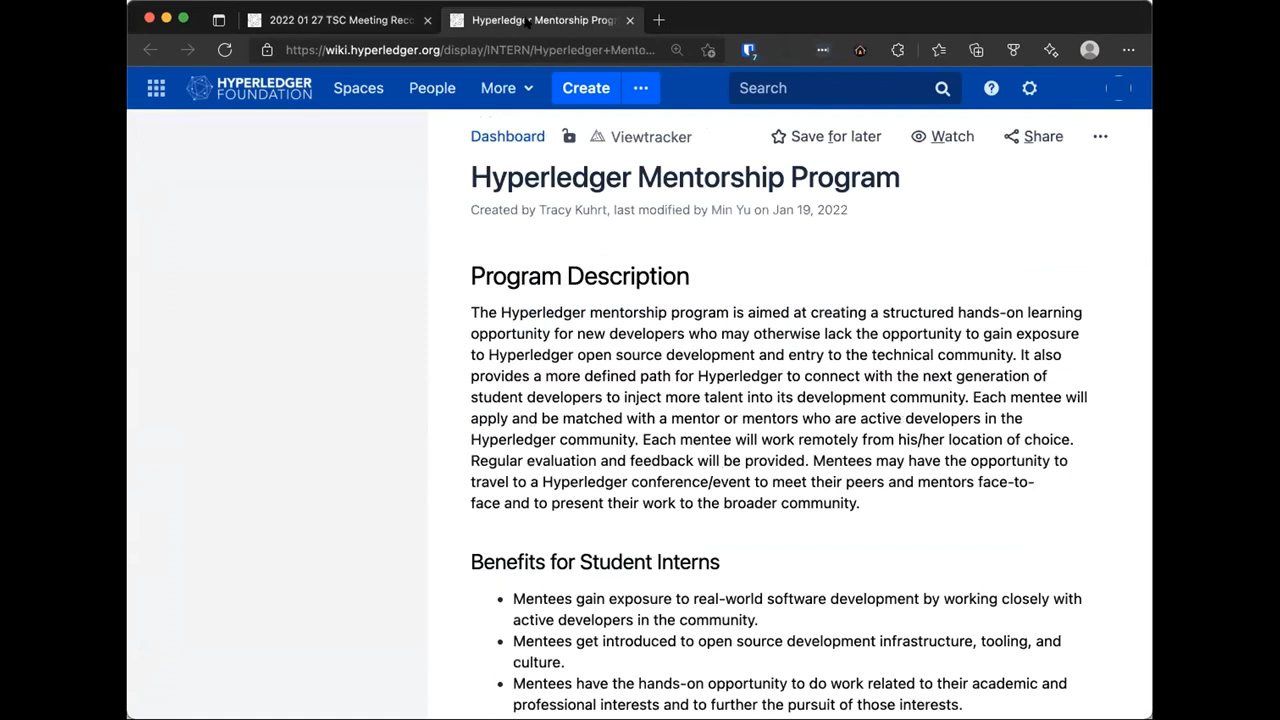 2022 01 27 TSC Meeting Reco
Hyperledger Mentorship Progr
https://wiki.hyperledger.org/display/INTERN/Hyperledger+Mento...
7
HYPERLEDGER
FOUNDATION
Spaces
People
More
Create
Search
Dashboard
Viewtracker
Save for later
Watch
Share
Hyperledger Mentorship Program
Created by Tracy Kuhrt, last modified by Min Yu on Jan 19, 2022
Program Description
The Hyperledger mentorship program is aimed at creating a structured hands-on learning
opportunity for new developers who may otherwise lack the opportunity to gain exposure
to Hyperledger open source development and entry to the technical community. It also
provides a more defined path for Hyperledger to connect with the next generation of
student developers to inject more talent into its development community. Each mentee will
apply and be matched with a mentor or mentors who are active developers in the
Hyperledger community. Each mentee will work remotely from his/her location of choice.
Regular evaluation and feedback will be provided. Mentees may have the opportunity to
travel to a Hyperledger conference/event to meet their peers and mentors face-to-
face and to present their work to the broader community.
Benefits for Student Interns
• Mentees gain exposure to real-world software development by working closely with
active developers in the community.
• Mentees get introduced to open source development infrastructure, tooling, and
culture.
• Mentees have the hands-on opportunity to do work related to their academic and
professional interests and to further the pursuit of those interests.